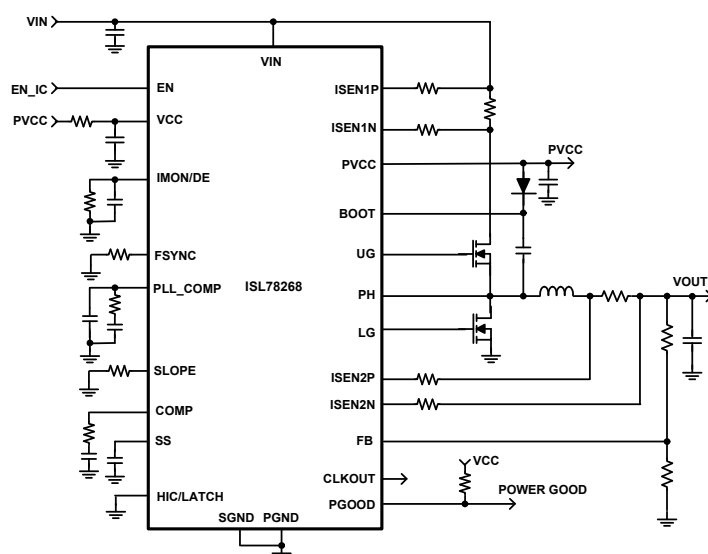 VIN
VIN
EN_IC
EN
ISEN1P
PVCC
VCC
ISEN1N
PVCC
PVCC
IMON/DE
BOOT
FSYNC
UG
ISL78268
PLL_COMP
PH
VOUT
LG
SLOPE
ISEN2P
COMP
ISEN2N
SS
FB
VCC
CLKOUT
HIC/LATCH
PGOOD
POWER GOOD
SGND
PGND